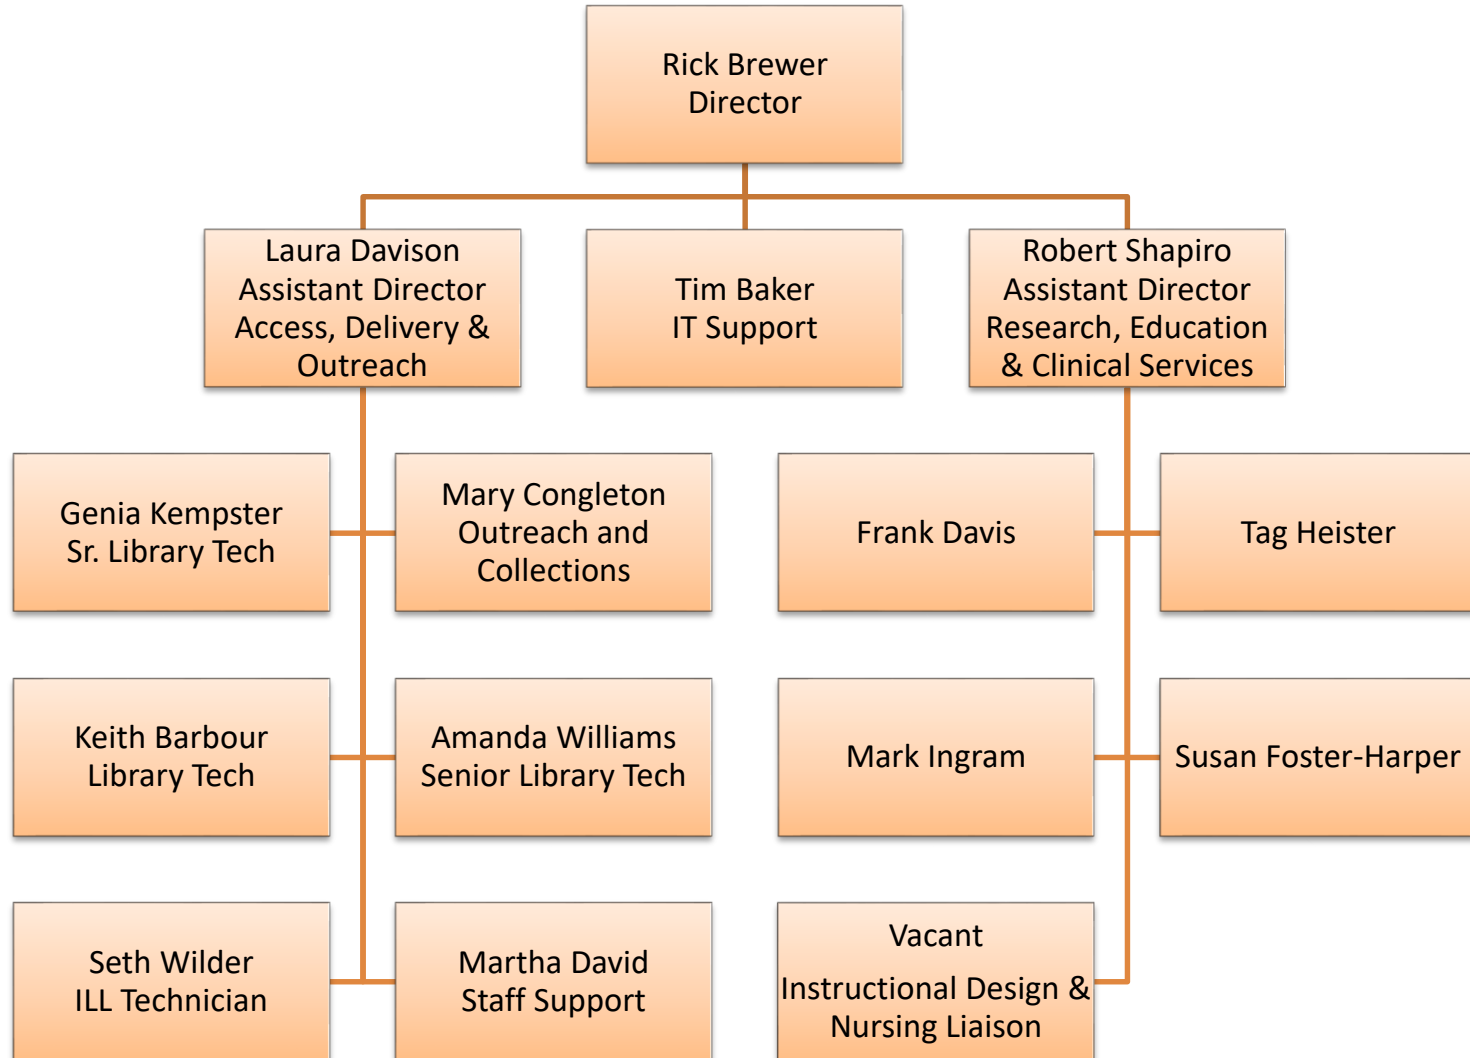 Rick Brewer
Director
Laura Davison
Assistant Director
Access, Delivery &
Outreach
Tim Baker
IT Support
Robert Shapiro
Assistant Director
Research, Education
& Clinical Services
Genia Kempster
Sr. Library Tech
Mary Congleton
Outreach and
Collections
Frank Davis
Tag Heister
Keith Barbour
Library Tech
Amanda Williams
Senior Library Tech
Mark Ingram
Susan Foster-Harper
Seth Wilder
ILL Technician
Martha David
Staff Support
Vacant
Instructional Design &
Nursing Liaison